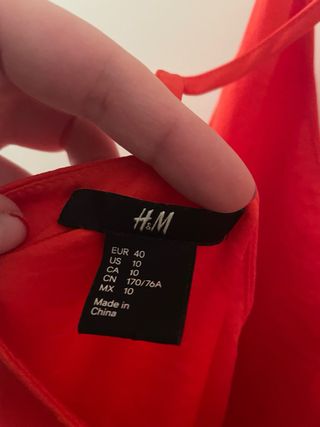 H&M
EUR 40
US 10
CA 10
CN 170/76A
MX 10
Made in
China